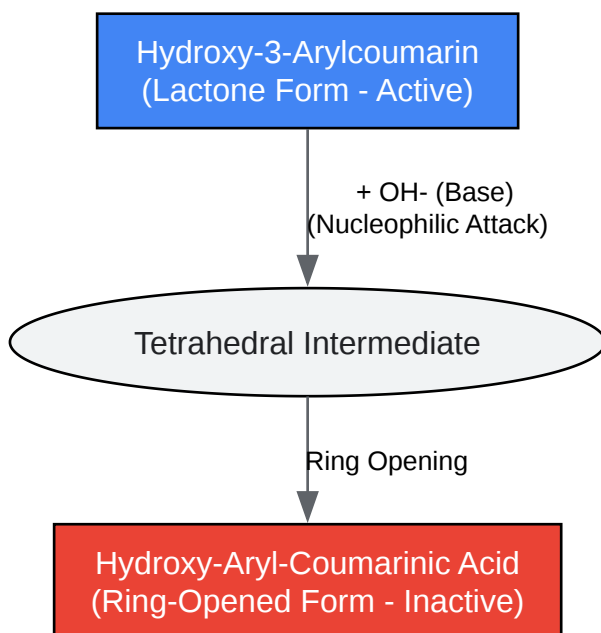 Hydroxy-3-Arylcoumarin
(Lactone Form - Active)
+ OH- (Base)
(Nucleophilic Attack)
Tetrahedral Intermediate
Ring Opening
Hydroxy-Aryl-Coumarinic Acid
(Ring-Opened Form - Inactive)